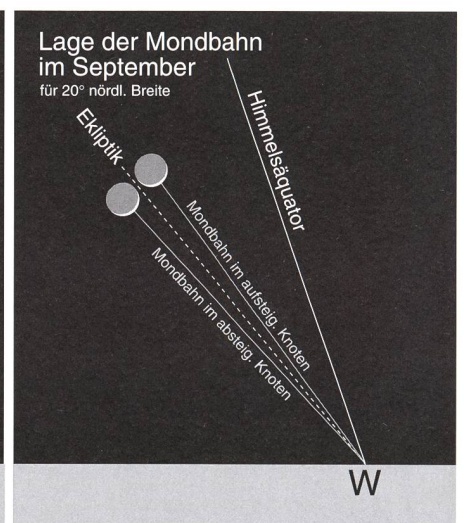 Lage der Mondbahn
im September
für 20° nördl. Breite
Ekliptik
Himmelsäquator
Mondbahn im aufsteig. Knoten
Mondbahn im absteig. Knoten
W